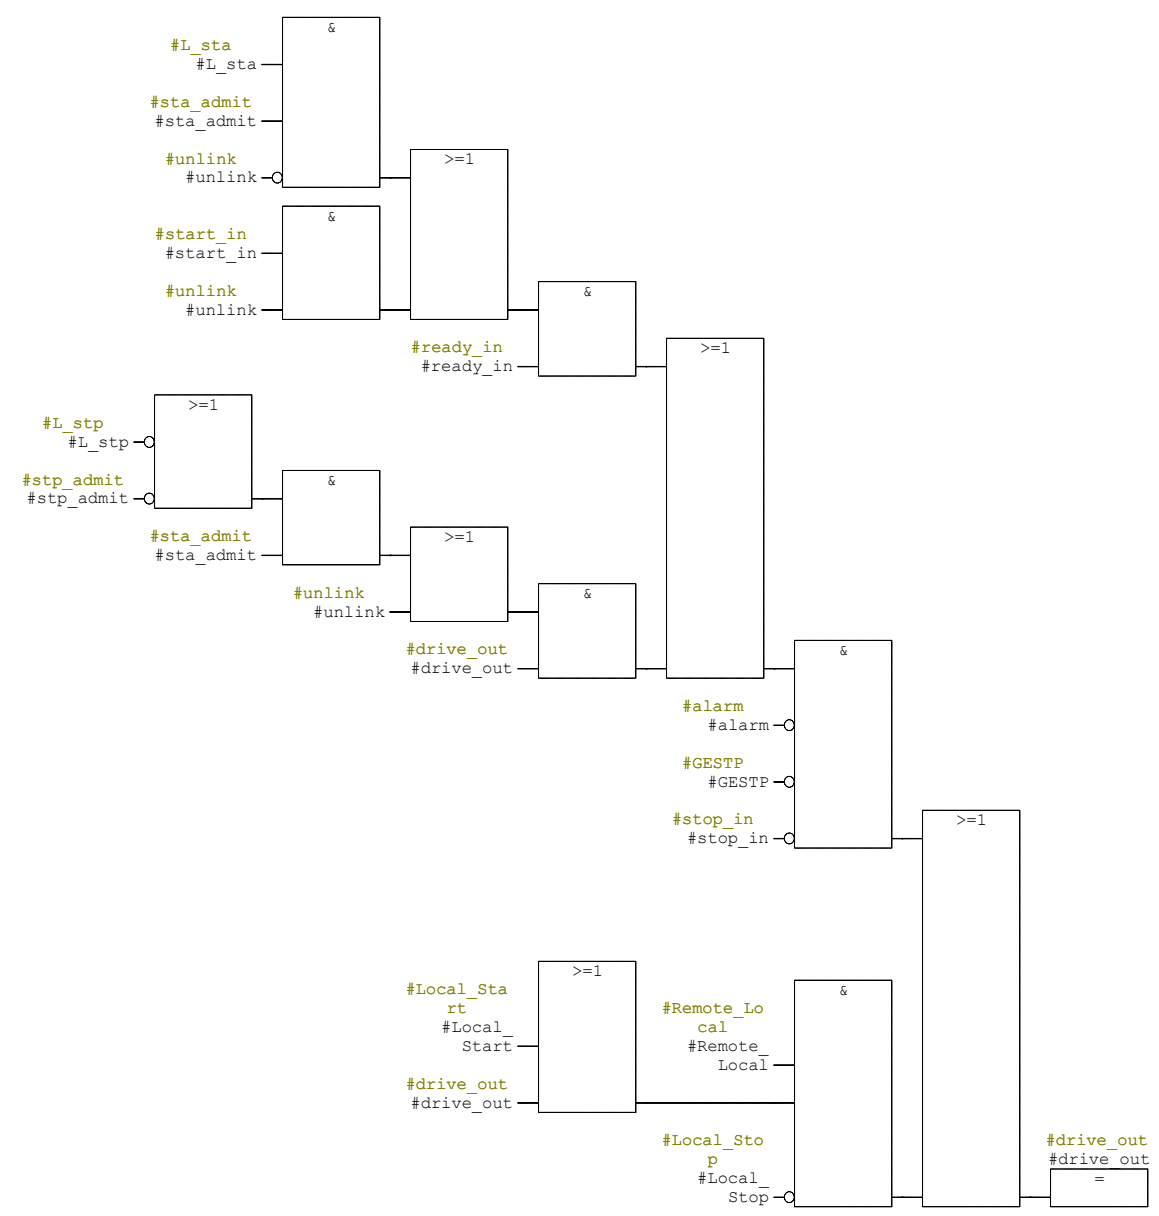 &
#L_sta
#L_sta
#sta_admit
#sta_admit
#unlink
#unlink
>=1
&
#start_in
#start_in
#unlink
#unlink
&
#ready_in
#ready_in
>=1
>=1
#L_stp
#L_stp
#stp_admit
#stp_admit
&
#sta_admit
#sta_admit
>=1
#unlink
#unlink
&
#drive_out
#drive_out
&
#alarm
#alarm
#GESTP
#GESTP
#stop_in
#stop_in
>=1
>=1
#Local_Sta
rt
#Local_
Start
#drive_out
#drive_out
&
#Remote_Lo
cal
#Remote_
Local
#Local_Sto
p
#Local_
Stop
#drive_out
#drive_out
=